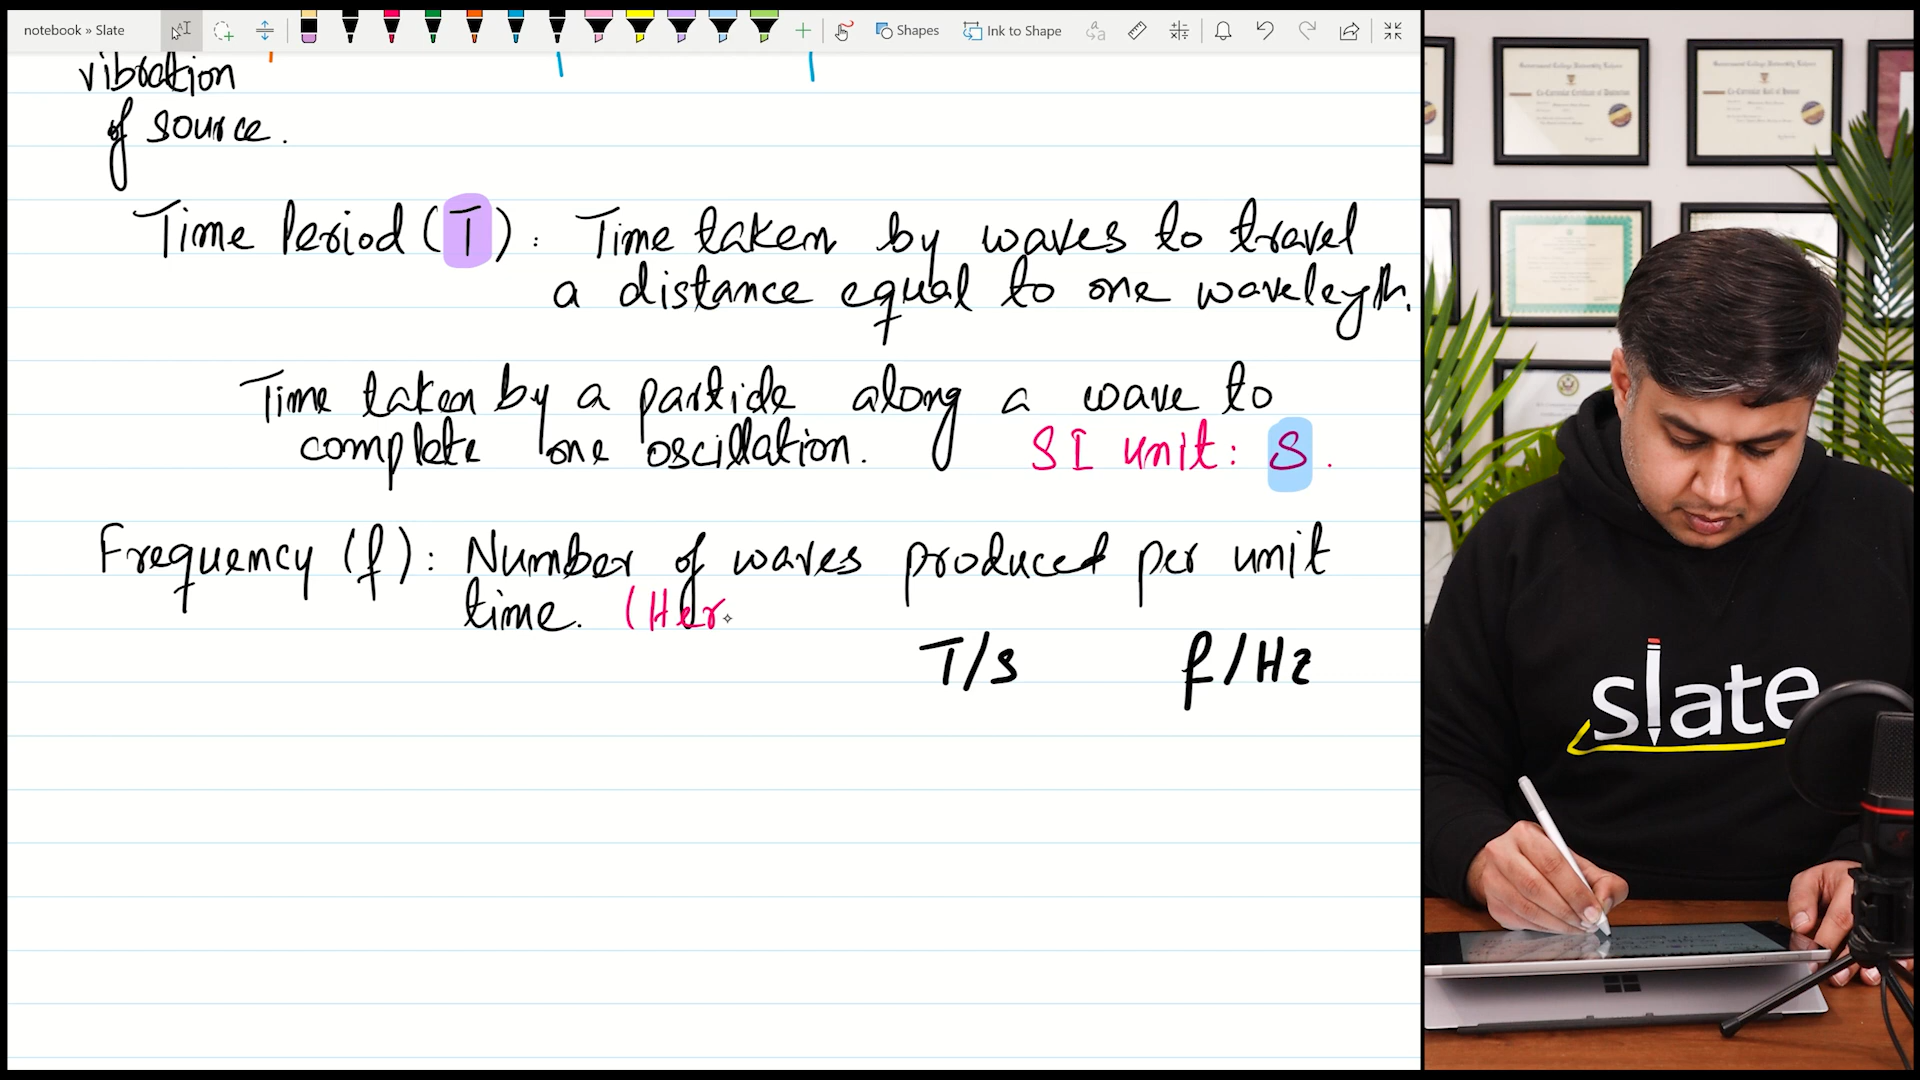 notebook » Slate
Shapes
Ink to Shape
vibration
of source.
Time Period (T) : Time taken by waves to travel
a distance equal to one wavelegth.
Time taken by a particle along a wave to
complete one oscillation. SI unit: S.
Frequency (f) : Number of waves produced per unit
time. (Her
T/s f/Hz
slate